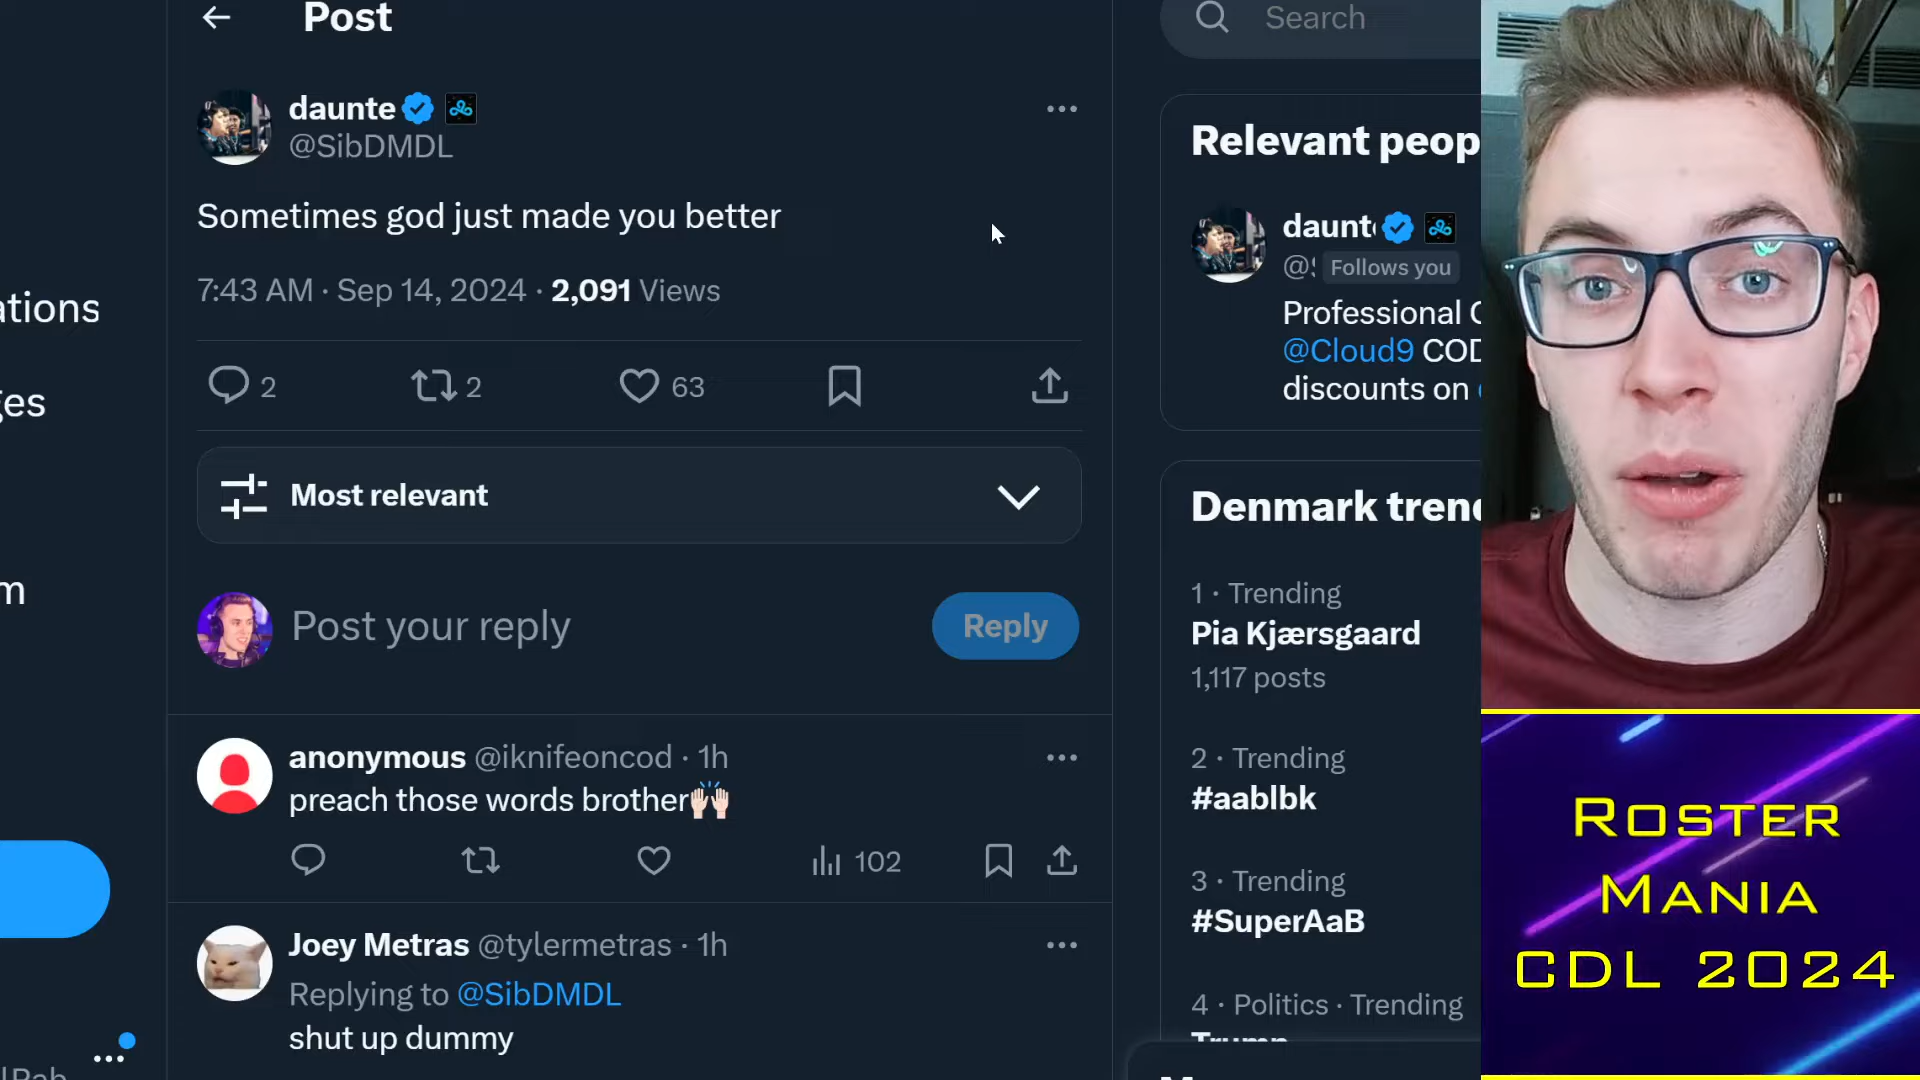 Post
Search
daunte
@SibDMDL
Sometimes god just made you better
7:43 AM · Sep 14, 2024 · 2,091 Views
2
2
63
Most relevant
Post your reply
Reply
anonymous @iknifeoncod · 1h
preach those words brother🙌🏻
102
Joey Metras @tylermetras · 1h
Replying to @SibDMDL
shut up dummy
Relevant peop
daunt
Follows you
Professional
@Cloud9 COD
discounts on
Denmark trend
1 · Trending
Pia Kjærsgaard
1,117 posts
2 · Trending
#aablbk
3 · Trending
#SuperAaB
4 · Politics · Trending
Trump
ations
ges
m
ROSTER
MANIA
CDL 2024